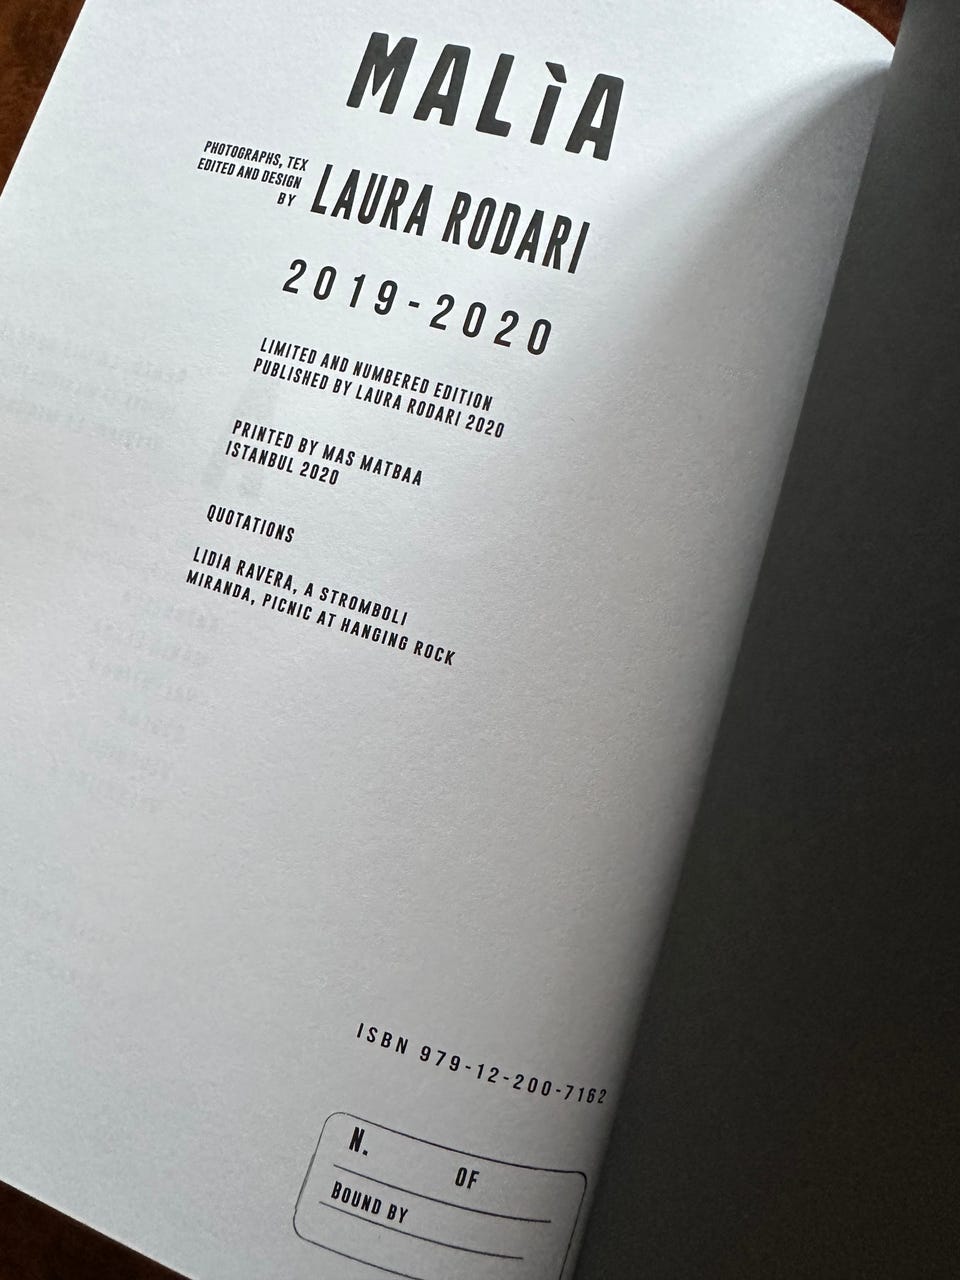 MALìA
PHOTOGRAPHS, TEX
EDITED AND DESIGN
BY
LAURA RODARI
2019-2020
LIMITED AND NUMBERED EDITION
PUBLISHED BY LAURA RODARI 2020
PRINTED BY MAS MATBAA
ISTANBUL 2020
QUOTATIONS
LIDIA RAVERA, A STROMBOLI
MIRANDA, PICNIC AT HANGING ROCK
ISBN 979-12-200-7162
N. OF
BOUND BY